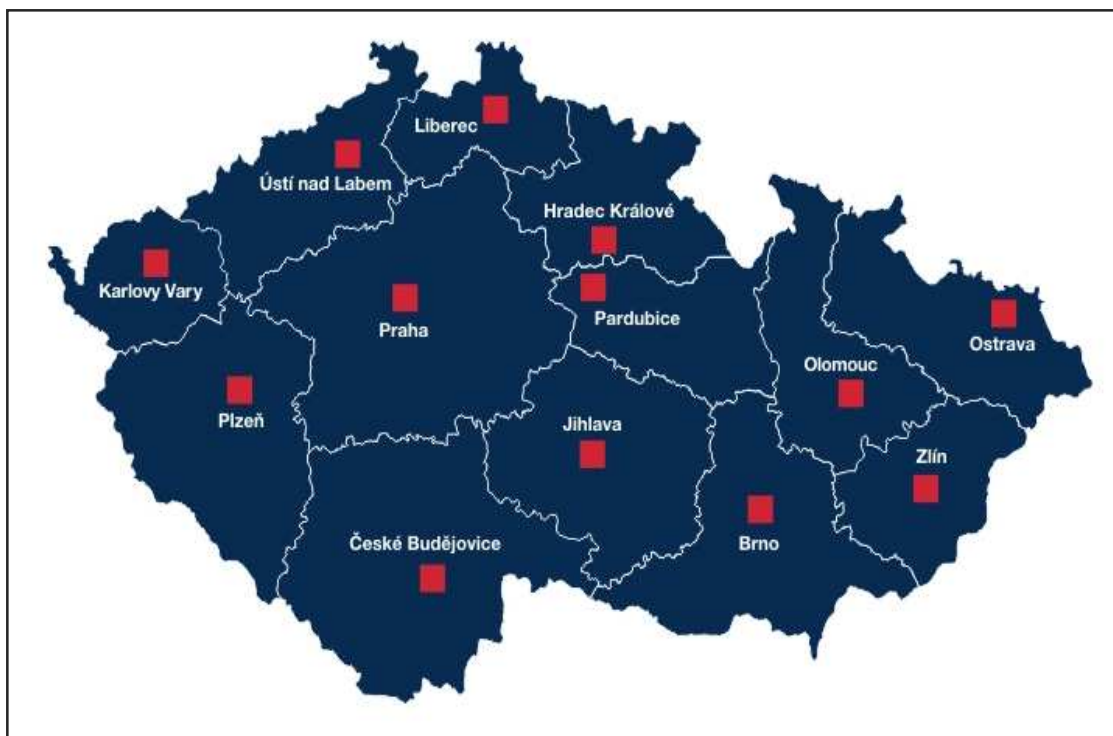 Liberec
Ústí nad Labem
Hradec Králové
Karlovy Vary
Pardubice
Praha
Ostrava
Olomouc
Plzeň
Jihlava
Zlín
České Budějovice
Brno